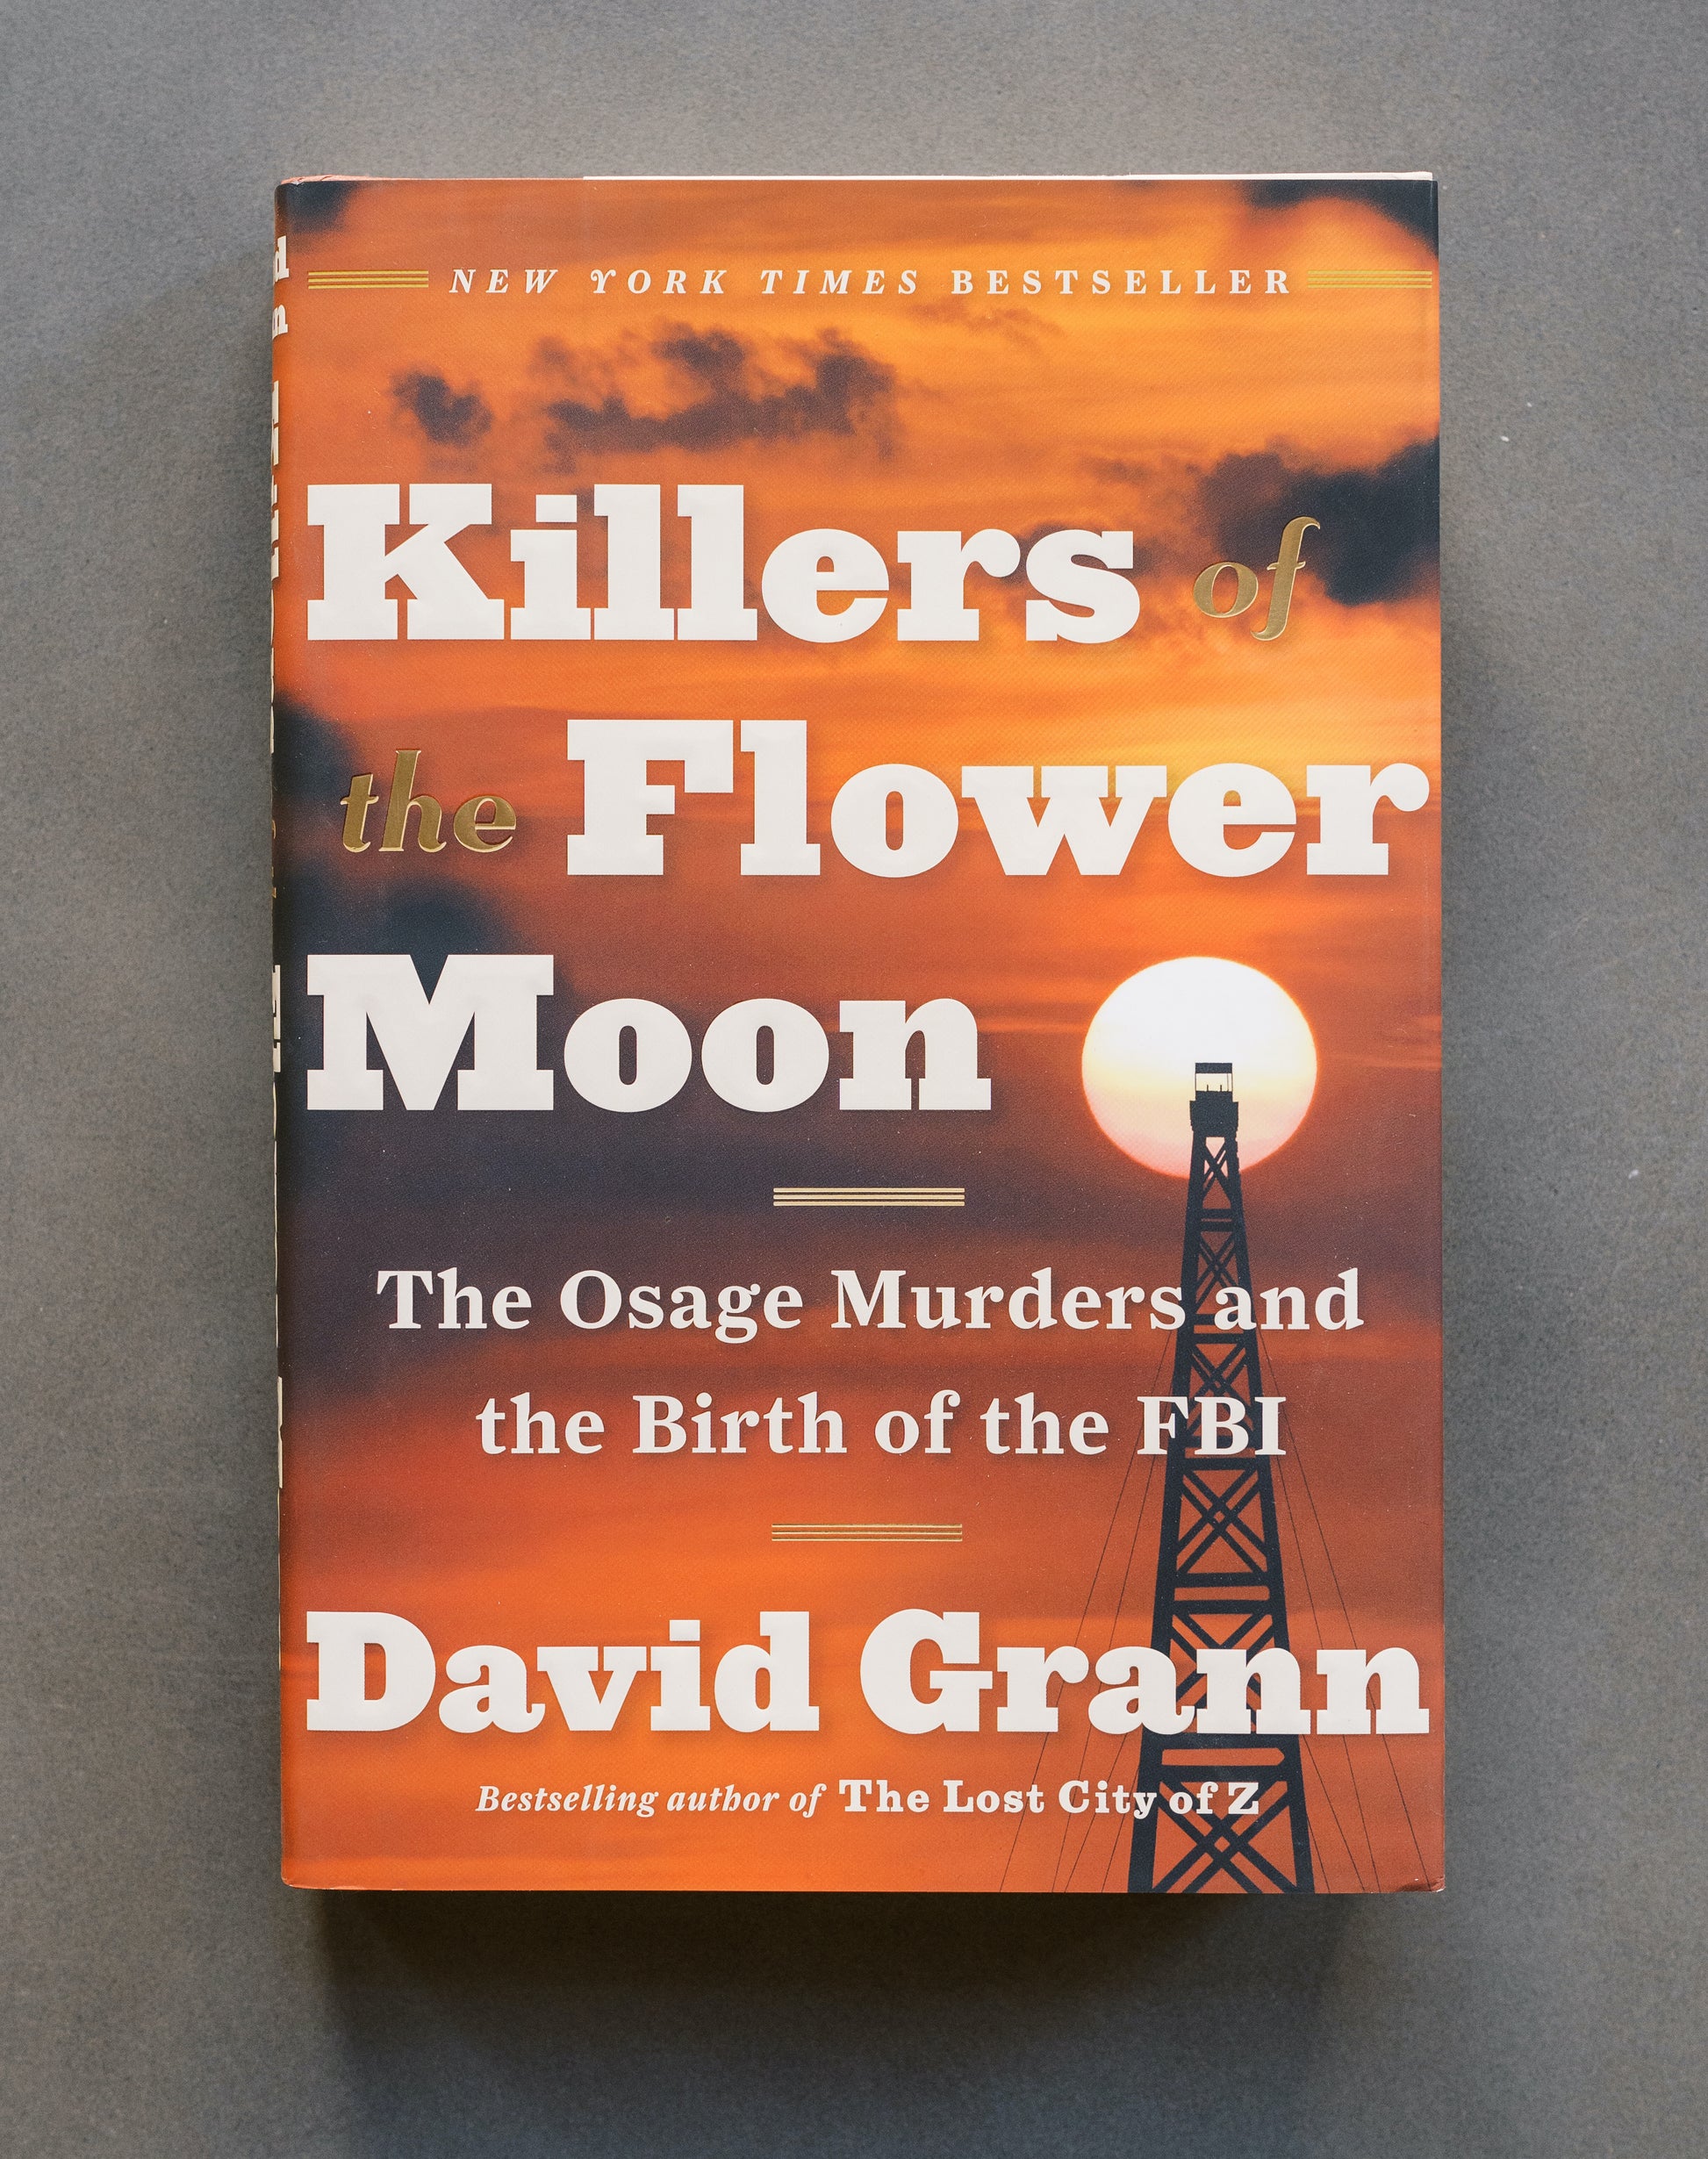 NEW YORK TIMES BESTSELLER
Killers of
the Flower
Moon
The Osage Murders and
the Birth of the FBI
David Grann
Bestselling author of The Lost City of Z